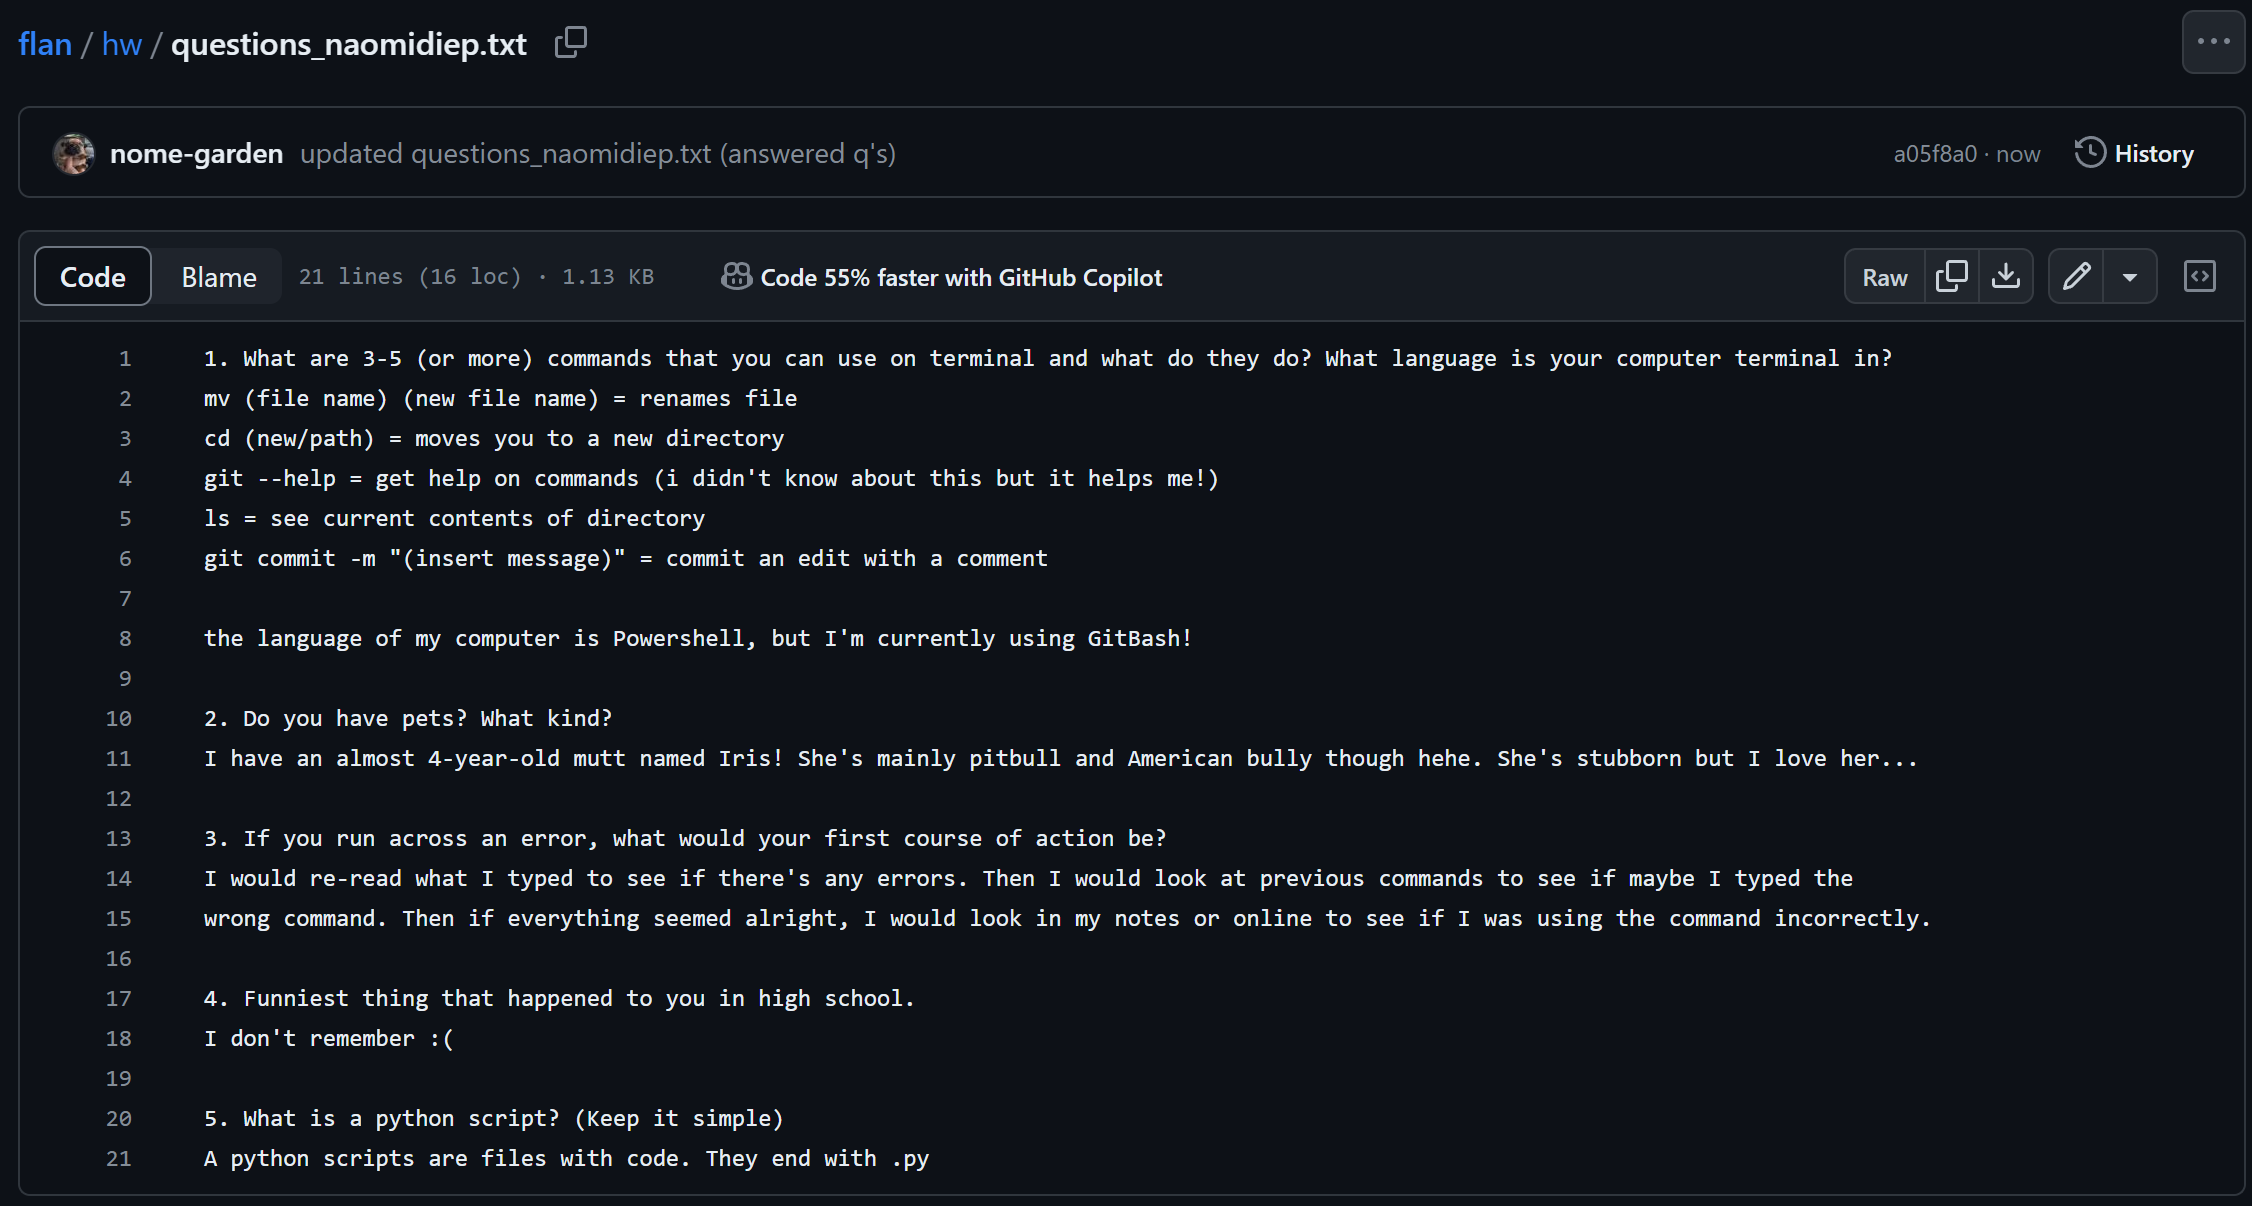 flan / hw / questions_naomidiep.txt
nome-garden updated questions_naomidiep.txt (answered q's) a05f8a0 · now History
Code Blame 21 lines (16 loc) · 1.13 KB Code 55% faster with GitHub Copilot Raw
1 1. What are 3-5 (or more) commands that you can use on terminal and what do they do? What language is your computer terminal in?
2 mv (file name) (new file name) = renames file
3 cd (new/path) = moves you to a new directory
4 git --help = get help on commands (i didn't know about this but it helps me!)
5 ls = see current contents of directory
6 git commit -m "(insert message)" = commit an edit with a comment
7
8 the language of my computer is Powershell, but I'm currently using GitBash!
9
10 2. Do you have pets? What kind?
11 I have an almost 4-year-old mutt named Iris! She's mainly pitbull and American bully though hehe. She's stubborn but I love her...
12
13 3. If you run across an error, what would your first course of action be?
14 I would re-read what I typed to see if there's any errors. Then I would look at previous commands to see if maybe I typed the
15 wrong command. Then if everything seemed alright, I would look in my notes or online to see if I was using the command incorrectly.
16
17 4. Funniest thing that happened to you in high school.
18 I don't remember :(
19
20 5. What is a python script? (Keep it simple)
21 A python scripts are files with code. They end with .py